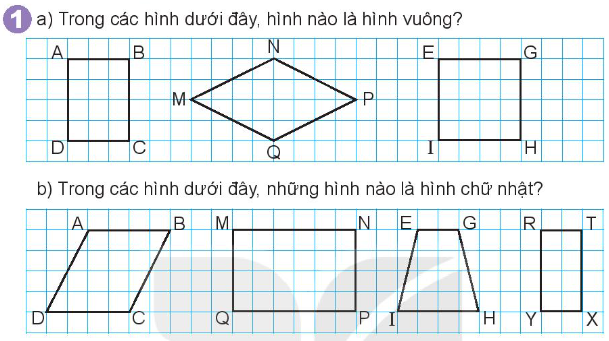 1 a) Trong các hình dưới đây, hình nào là hình vuông?
A B N E G
M P
D C Q I H
b) Trong các hình dưới đây, những hình nào là hình chữ nhật?
A B M N E G R T
D C Q P I H Y X